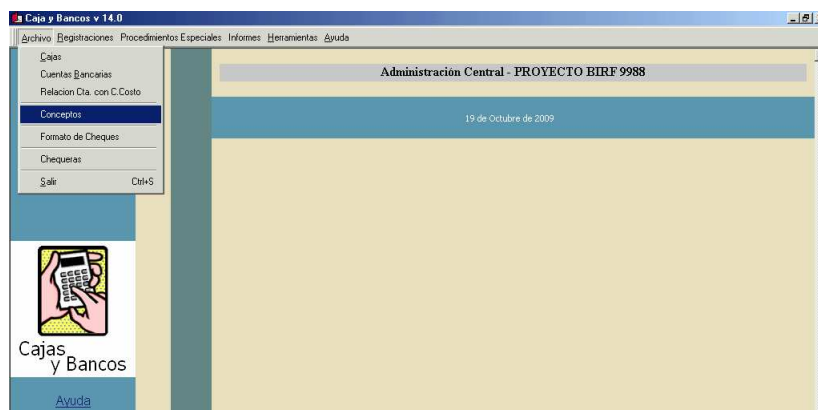 Caja y Bancos v 14.0
Archivo Registraciones Procedimientos Especiales Informes Herramientas Ayuda
Cajas
Cuentas Bancarias
Relacion Cta. con C.Costo
Conceptos
Formato de Cheques
Chequeras
Salir Ctrl+S
Administración Central - PROYECTO BIRF 9988
19 de Octubre de 2009
Cajas
y Bancos
Ayuda